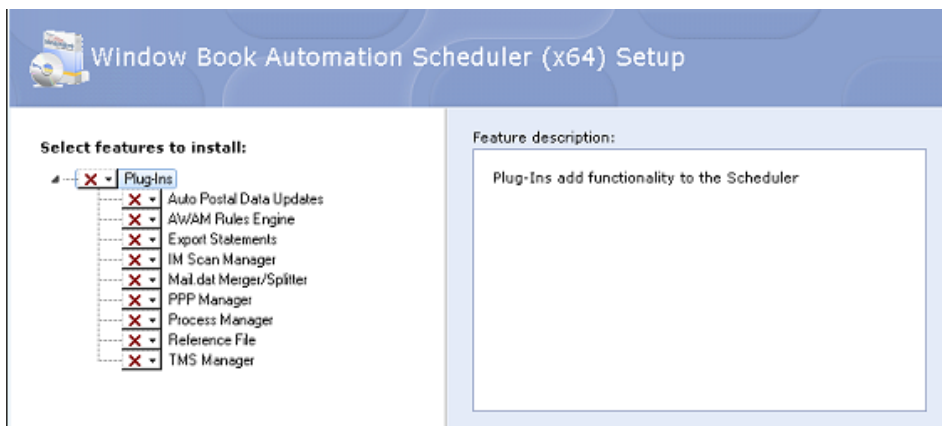 Window Book Automation Scheduler (x64) Setup
Select features to install:
Plug-Ins
Auto Postal Data Updates
AWAM Rules Engine
Export Statements
IM Scan Manager
Mail.dat Merger/Splitter
PPP Manager
Process Manager
Reference File
TMS Manager
Feature description:
Plug-Ins add functionality to the Scheduler